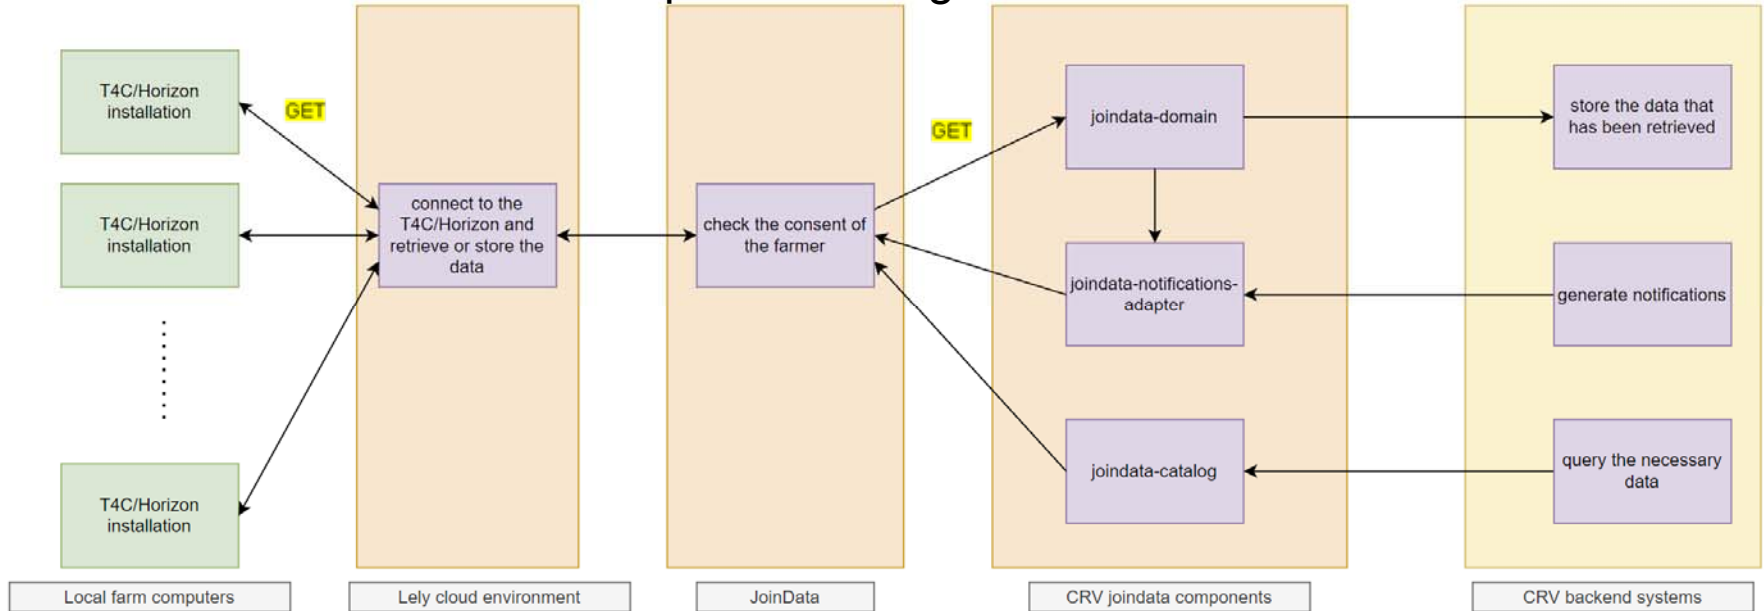 T4C/Horizon
installation
GET
T4C/Horizon
installation
T4C/Horizon
installation
connect to the
T4C/Horizon and
retrieve or store the
data
check the consent of
the farmer
GET
joindata-domain
joindata-notifications-
adapter
joindata-catalog
store the data that
has been retrieved
generate notifications
query the necessary
data
Local farm computers
Lely cloud environment
JoinData
CRV joindata components
CRV backend systems